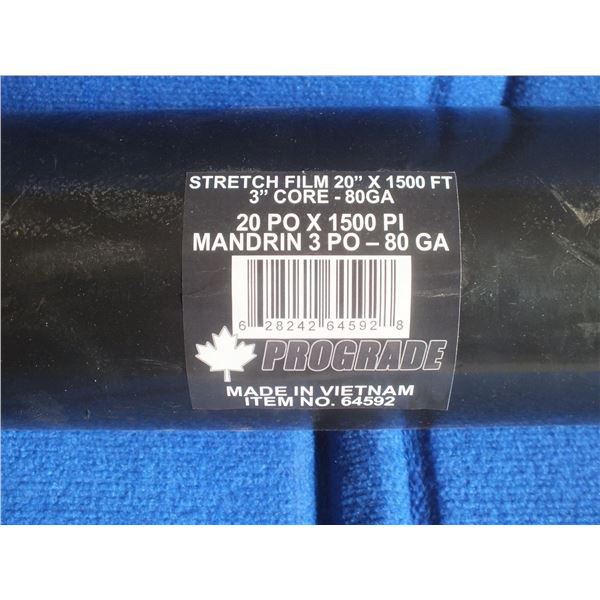 STRETCH FILM 20" X 1500 FT
3" CORE - 80GA
20 PO X 1500 PI
MANDRIN 3 PO – 80 GA
6 28242 64592 8
PROGRADE
MADE IN VIETNAM
ITEM NO. 64592